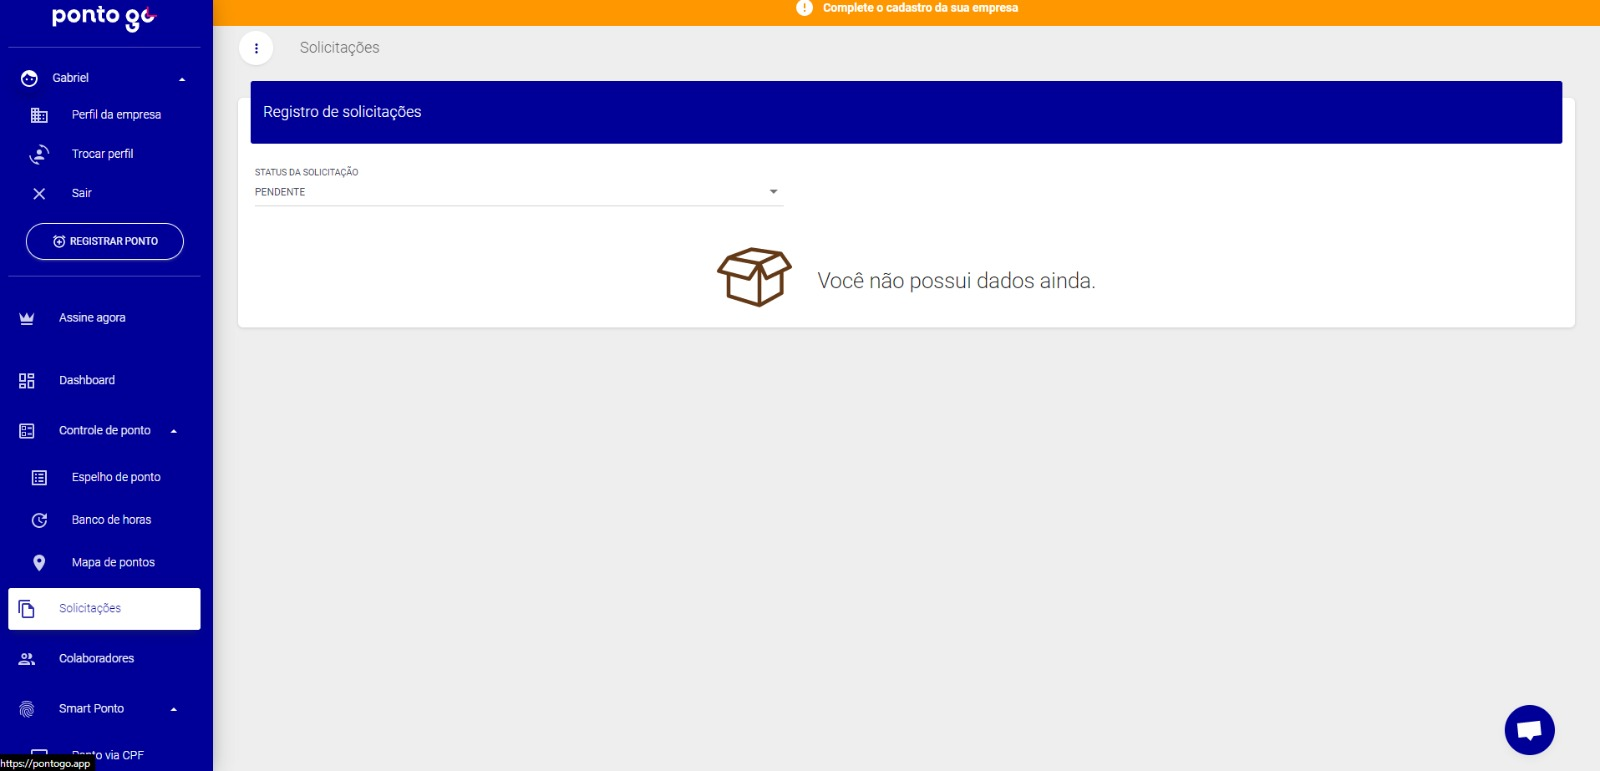 ponto go
Gabriel
Perfil da empresa
Trocar perfil
Sair
REGISTRAR PONTO
Assine agora
Dashboard
Controle de ponto
Espelho de ponto
Banco de horas
Mapa de pontos
Solicitações
Colaboradores
Smart Ponto
Ponto via CPF
https://pontogo.app
Complete o cadastro da sua empresa
Solicitações
Registro de solicitações
STATUS DA SOLICITAÇÃO
PENDENTE
Você não possui dados ainda.